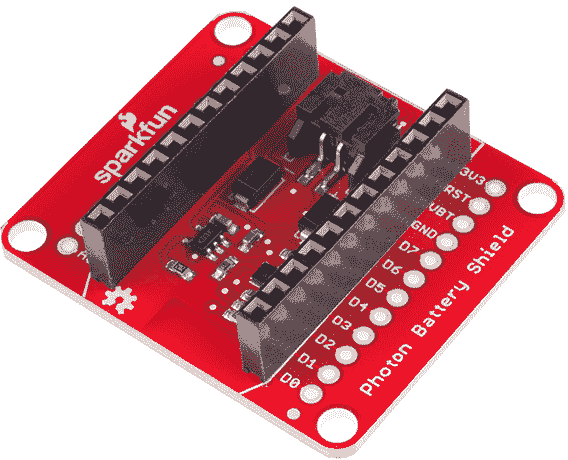 sparkfun
3V3
RST
VBT
GND
D7
D6
D5
D4
D3
D2
D1
D0
Photon Battery Shield